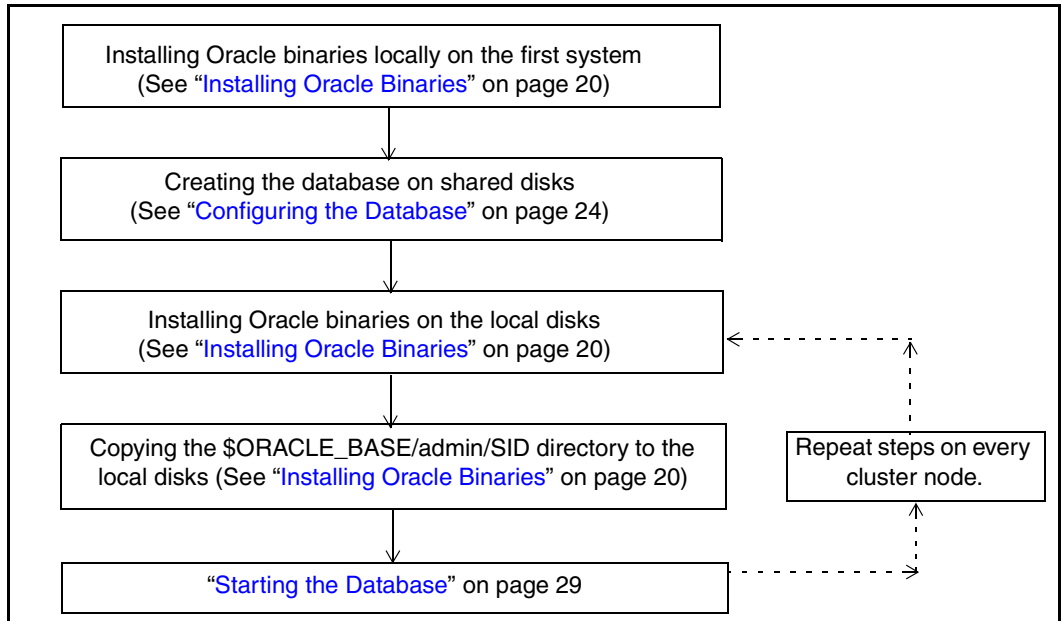 Installing Oracle binaries locally on the first system
(See “Installing Oracle Binaries” on page 20)
Creating the database on shared disks
(See “Configuring the Database” on page 24)
Installing Oracle binaries on the local disks
(See “Installing Oracle Binaries” on page 20)
Copying the $ORACLE_BASE/admin/SID directory to the
local disks (See “Installing Oracle Binaries” on page 20)
Repeat steps on every
cluster node.
“Starting the Database” on page 29